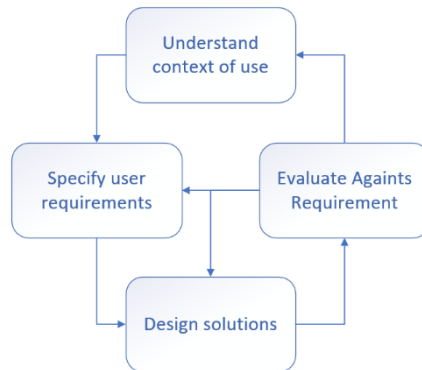 Understand
context of use
Specify user
requirements
Evaluate Againts
Requirement
Design solutions